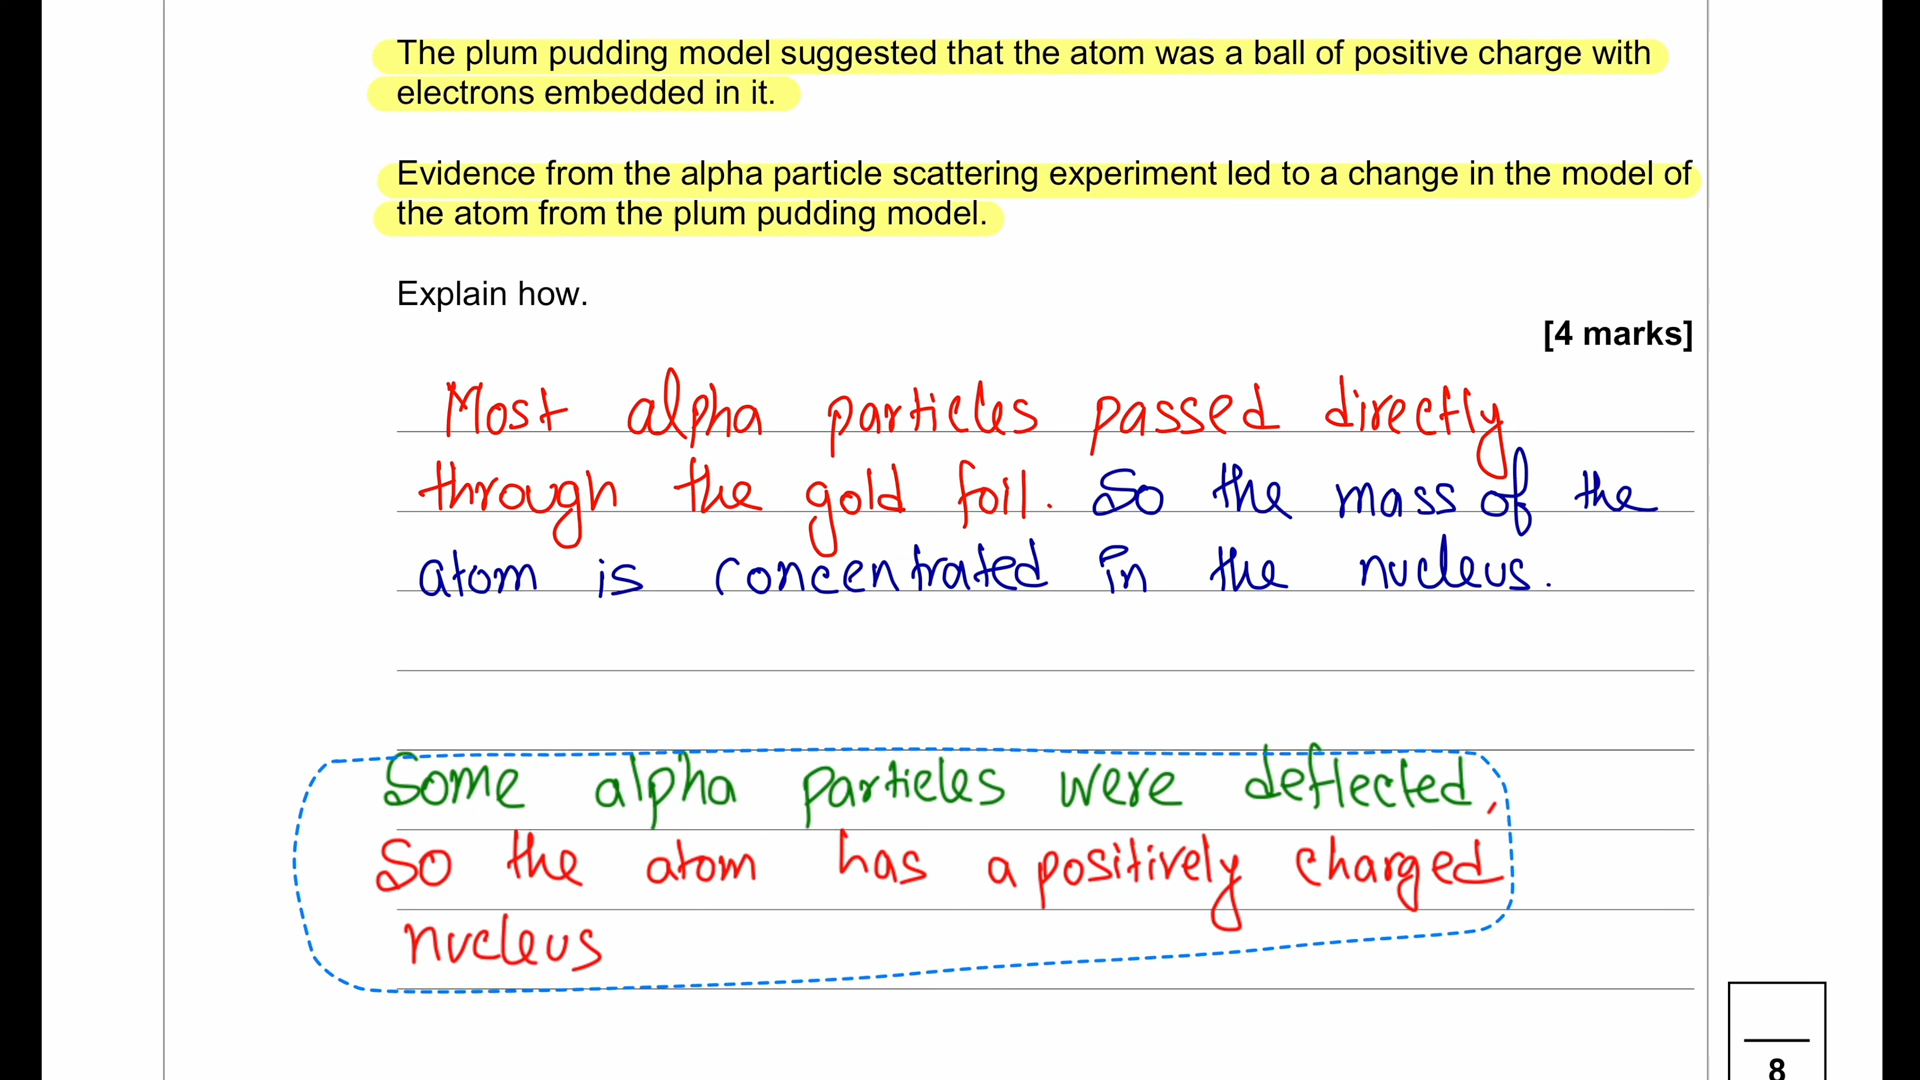 The plum pudding model suggested that the atom was a ball of positive charge with
electrons embedded in it.
Evidence from the alpha particle scattering experiment led to a change in the model of
the atom from the plum pudding model.
Explain how.
[4 marks]
Most alpha particles passed directly
through the gold foil. So the mass of the
atom is concentrated in the nucleus.
Some alpha particles were deflected,
So the atom has a positively charged
nucleus
8